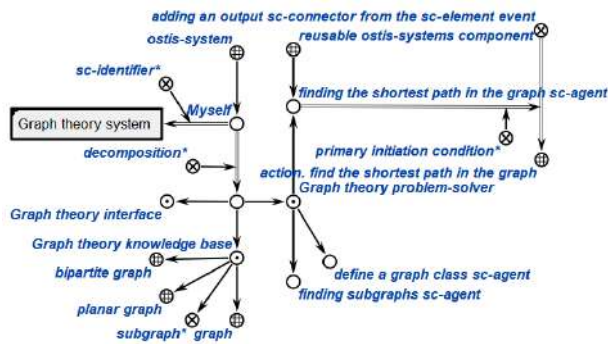 adding an output sc-connector from the sc-element event
ostis-system
reusable ostis-systems component
sc-identifier*
Myself
finding the shortest path in the graph sc-agent
Graph theory system
decomposition*
primary initiation condition*
action. find the shortest path in the graph
Graph theory problem-solver
Graph theory interface
Graph theory knowledge base
bipartite graph
define a graph class sc-agent
planar graph
finding subgraphs sc-agent
subgraph* graph